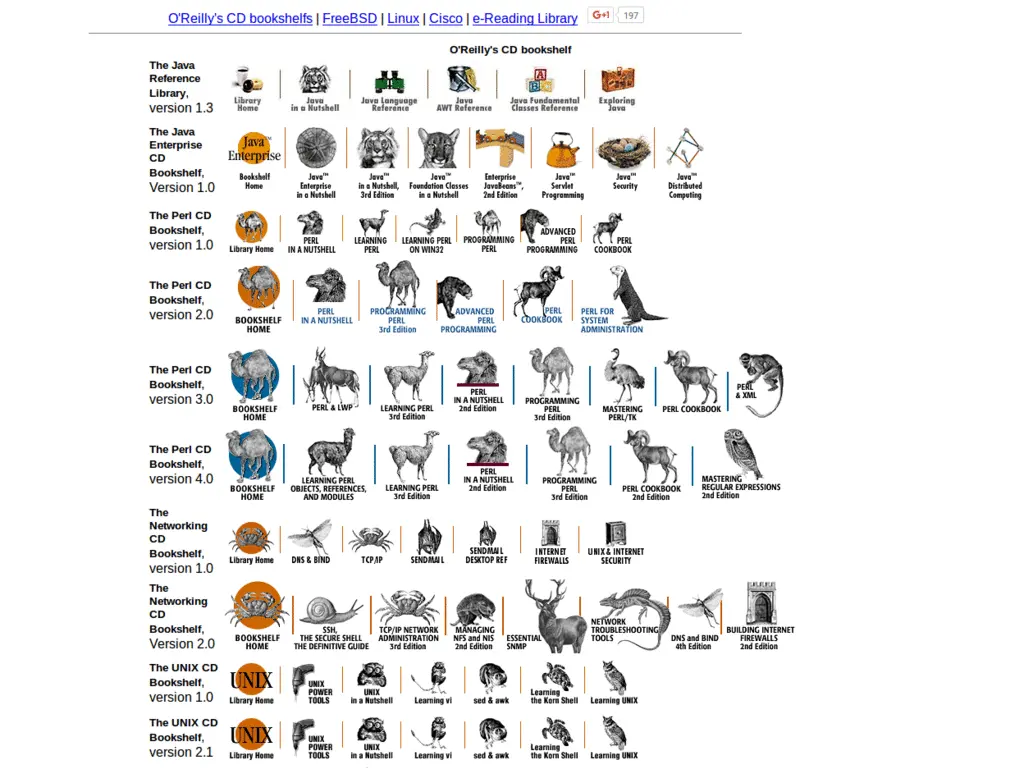 O'Reilly's CD bookshelfs | FreeBSD | Linux | Cisco | e-Reading Library
G+1 197
O'Reilly's CD bookshelf
The Java
Reference
Library,
version 1.3
Library
Home
Java
in a Nutshell
Java Language
Reference
Java
AWT Reference
Java Fundamental
Classes Reference
Exploring
Java
The Java
Enterprise
CD
Bookshelf,
Version 1.0
Java™
Enterprise
Bookshelf
Home
Java™
Enterprise
in a Nutshell
Java™
in a Nutshell,
3rd Edition
Java™
Foundation Classes
in a Nutshell
Enterprise
JavaBeans™,
2nd Edition
Java™
Servlet
Programming
Java™
Security
Java™
Distributed
Computing
The Perl CD
Bookshelf,
version 1.0
Library Home
PERL
IN A NUTSHELL
LEARNING
PERL
LEARNING PERL
ON WIN32
PROGRAMMING
PERL
ADVANCED
PERL
PROGRAMMING
PERL
COOKBOOK
The Perl CD
Bookshelf,
version 2.0
BOOKSHELF
HOME
PERL
IN A NUTSHELL
PROGRAMMING
PERL
3rd Edition
ADVANCED
PERL
PROGRAMMING
PERL
COOKBOOK
PERL FOR
SYSTEM
ADMINISTRATION
The Perl CD
Bookshelf,
version 3.0
BOOKSHELF
HOME
PERL & LWP
LEARNING PERL
3rd Edition
PERL
IN A NUTSHELL
2nd Edition
PROGRAMMING
PERL
3rd Edition
MASTERING
PERL/TK
PERL COOKBOOK
PERL
& XML
The Perl CD
Bookshelf,
version 4.0
BOOKSHELF
HOME
LEARNING PERL
OBJECTS, REFERENCES,
AND MODULES
LEARNING PERL
3rd Edition
PERL
IN A NUTSHELL
2nd Edition
PROGRAMMING
PERL
3rd Edition
PERL COOKBOOK
2nd Edition
MASTERING
REGULAR EXPRESSIONS
2nd Edition
The
Networking
CD
Bookshelf,
version 1.0
Library Home
DNS & BIND
TCP/IP
SENDMAIL
SENDMAIL
DESKTOP REF
INTERNET
FIREWALLS
UNIX & INTERNET
SECURITY
The
Networking
CD
Bookshelf,
Version 2.0
BOOKSHELF
HOME
SSH,
THE SECURE SHELL
THE DEFINITIVE GUIDE
TCP/IP NETWORK
ADMINISTRATION
3rd Edition
MANAGING
NFS and NIS
2nd Edition
ESSENTIAL
SNMP
NETWORK
TROUBLESHOOTING
TOOLS
DNS and BIND
4th Edition
BUILDING INTERNET
FIREWALLS
2nd Edition
The UNIX CD
Bookshelf,
version 1.0
UNIX
Library Home
UNIX
POWER
TOOLS
UNIX
in a Nutshell
Learning vi
sed & awk
Learning
the Korn Shell
Learning UNIX
The UNIX CD
Bookshelf,
version 2.1
UNIX
Library Home
UNIX
POWER
TOOLS
UNIX
in a Nutshell
Learning vi
sed & awk
Learning
the Korn Shell
Learning UNIX